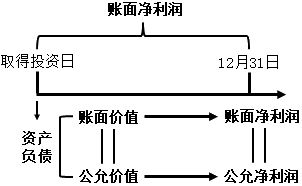 账面净利润
取得投资日 12月31日
账面价值 账面净利润
资产
负债
公允价值 公允净利润